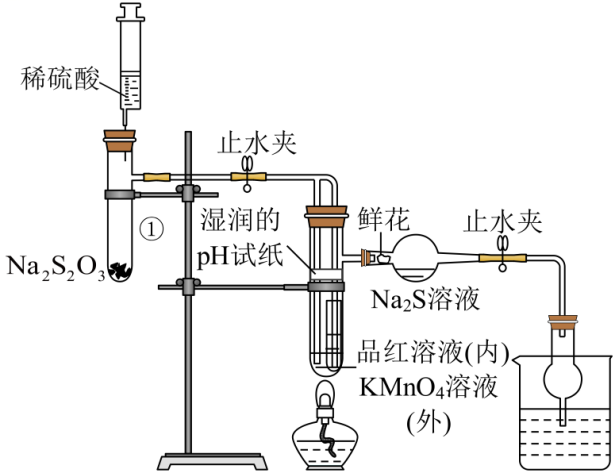 稀硫酸
止水夹
①
湿润的
pH试纸
鲜花
止水夹
Na₂S₂O₃
Na₂S溶液
品红溶液(内)
KMnO₄溶液
(外)